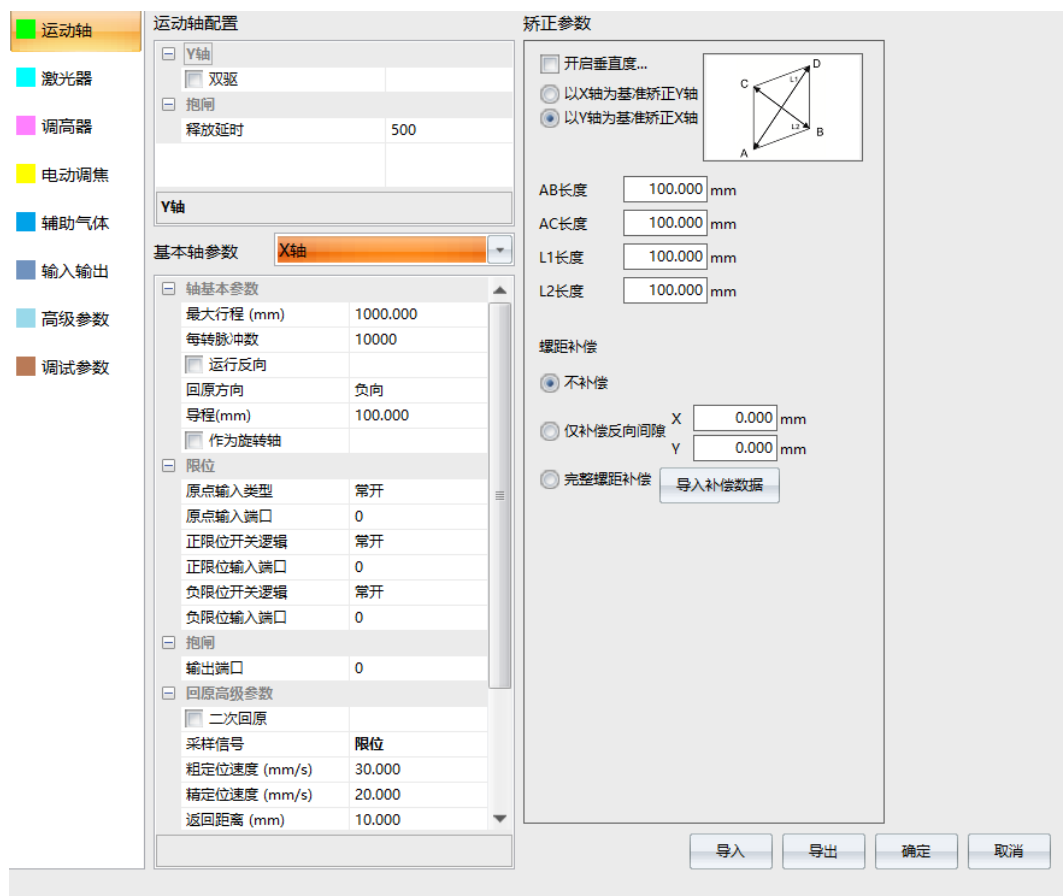 运动轴
激光器
调高器
电动调焦
辅助气体
输入输出
高级参数
调试参数
运动轴配置
Y轴
双驱
抱闸
释放延时 500
Y轴
基本轴参数 X轴
轴基本参数
最大行程 (mm) 1000.000
每转脉冲数 10000
运行反向
回原方向 负向
导程(mm) 100.000
作为旋转轴
限位
原点输入类型 常开
原点输入端口 0
正限位开关逻辑 常开
正限位输入端口 0
负限位开关逻辑 常开
负限位输入端口 0
抱闸
输出端口 0
回原高级参数
二次回原
采样信号 限位
粗定位速度 (mm/s) 30.000
精定位速度 (mm/s) 20.000
返回距离 (mm) 10.000
矫正参数
开启垂直度...
以X轴为基准矫正Y轴
以Y轴为基准矫正X轴
D
L1
C
L2
B
A
AB长度 100.000 mm
AC长度 100.000 mm
L1长度 100.000 mm
L2长度 100.000 mm
螺距补偿
不补偿
仅补偿反向间隙
X 0.000 mm
Y 0.000 mm
完整螺距补偿 导入补偿数据
导入 导出 确定 取消